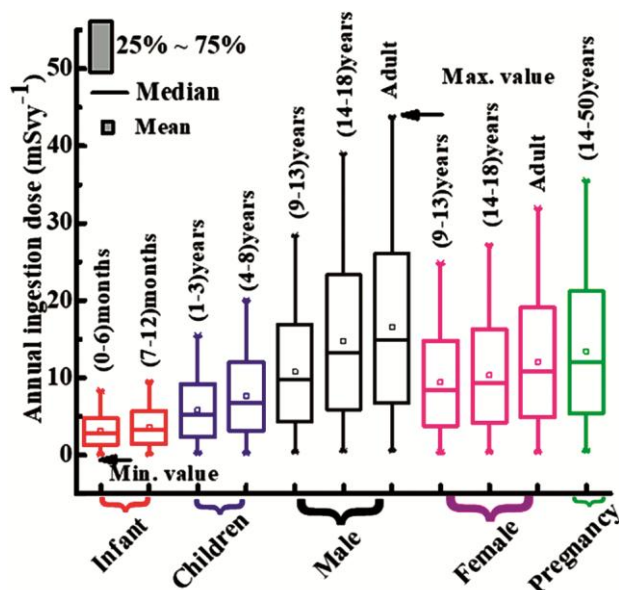 Annual ingestion dose (mSvy⁻¹)
50
40
30
20
10
0
25% ~ 75%
Median
Mean
Max. value
Min. value
(0-6)months
(7-12)months
(1-3)years
(4-8)years
(9-13)years
(14-18)years
Adult
(9-13)years
(14-18)years
Adult
(14-50)years
Infant
Children
Male
Female
Pregnancy